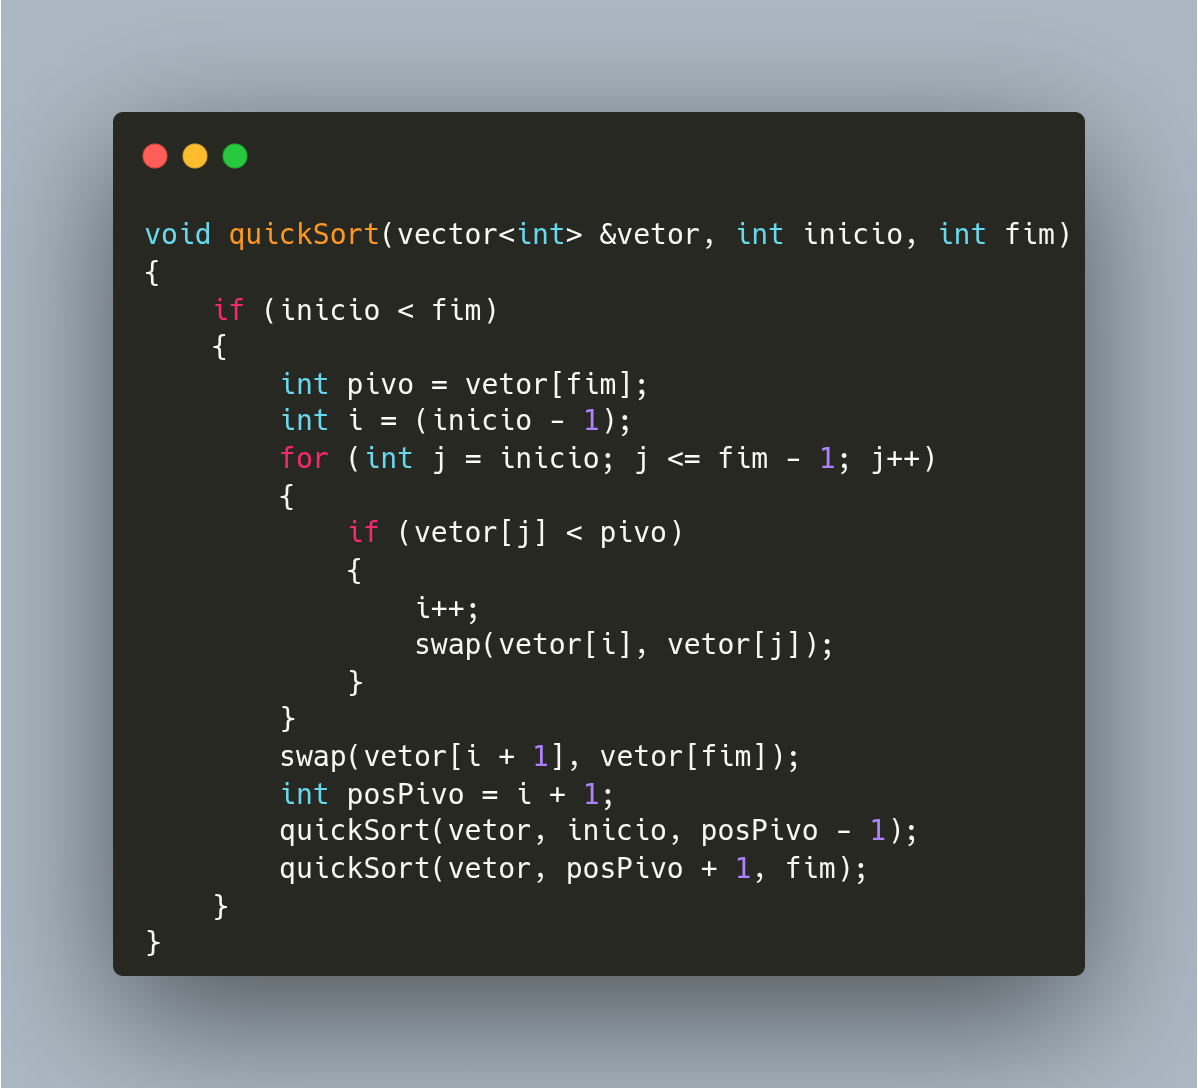 void quickSort(vector<int> &vetor, int inicio, int fim)
{
    if (inicio < fim)
    {
        int pivo = vetor[fim];
        int i = (inicio - 1);
        for (int j = inicio; j <= fim - 1; j++)
        {
            if (vetor[j] < pivo)
            {
                i++;
                swap(vetor[i], vetor[j]);
            }
        }
        swap(vetor[i + 1], vetor[fim]);
        int posPivo = i + 1;
        quickSort(vetor, inicio, posPivo - 1);
        quickSort(vetor, posPivo + 1, fim);
    }
}